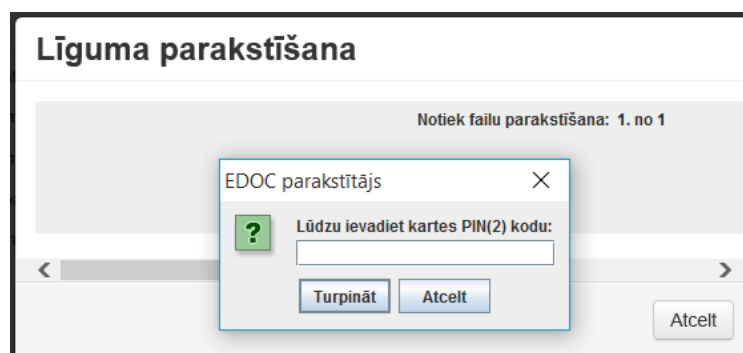 Līguma parakstīšana
Notiek failu parakstīšana: 1. no 1
EDOC parakstītājs
?
Lūdzu ievadiet kartes PIN(2) kodu:
Turpināt Atcelt
Atcelt